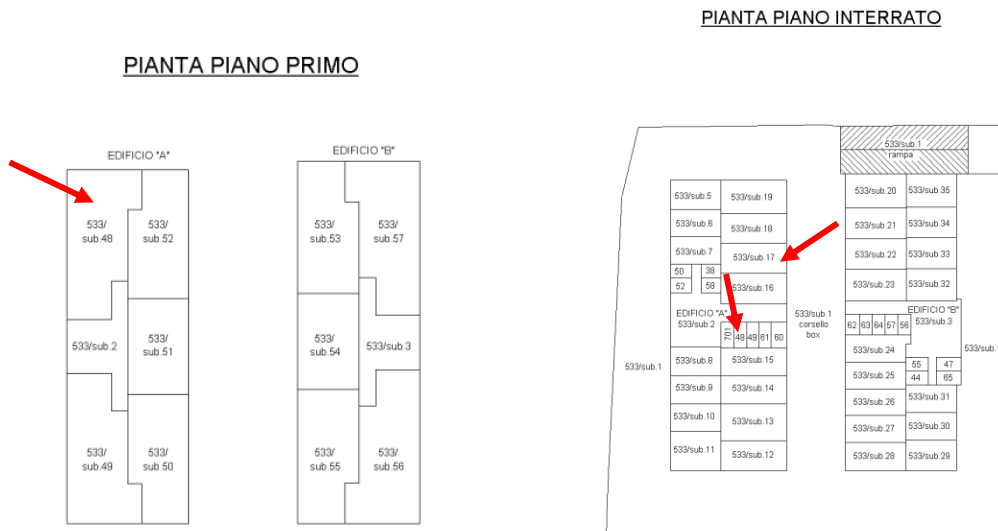 PIANTA PIANO PRIMO
EDIFICIO "A"
533/
sub.48
533/
sub.52
533/sub.2
533/
sub.51
533/
sub.49
533/
sub.50
EDIFICIO "B"
533/
sub.53
533/
sub.57
533/
sub.54
533/sub.3
533/
sub.55
533/
sub.56
PIANTA PIANO INTERRATO
533/sub.1
rampa
533/sub.5
533/sub.19
533/sub.6
533/sub.18
533/sub.7
533/sub.17
50
38
52
58
533/sub.16
EDIFICIO "A"
533/sub.2
701
48
49
61
60
533/sub.1
533/sub.8
533/sub.15
533/sub.9
533/sub.14
533/sub.10
533/sub.13
533/sub.11
533/sub.12
533/sub.1
corsello
box
533/sub.20
533/sub.35
533/sub.21
533/sub.34
533/sub.22
533/sub.33
533/sub.23
533/sub.32
EDIFICIO "B"
533/sub.3
62
63
64
57
56
533/sub.24
55
47
44
65
533/sub.25
533/sub.26
533/sub.31
533/sub.27
533/sub.30
533/sub.28
533/sub.29
533/sub.